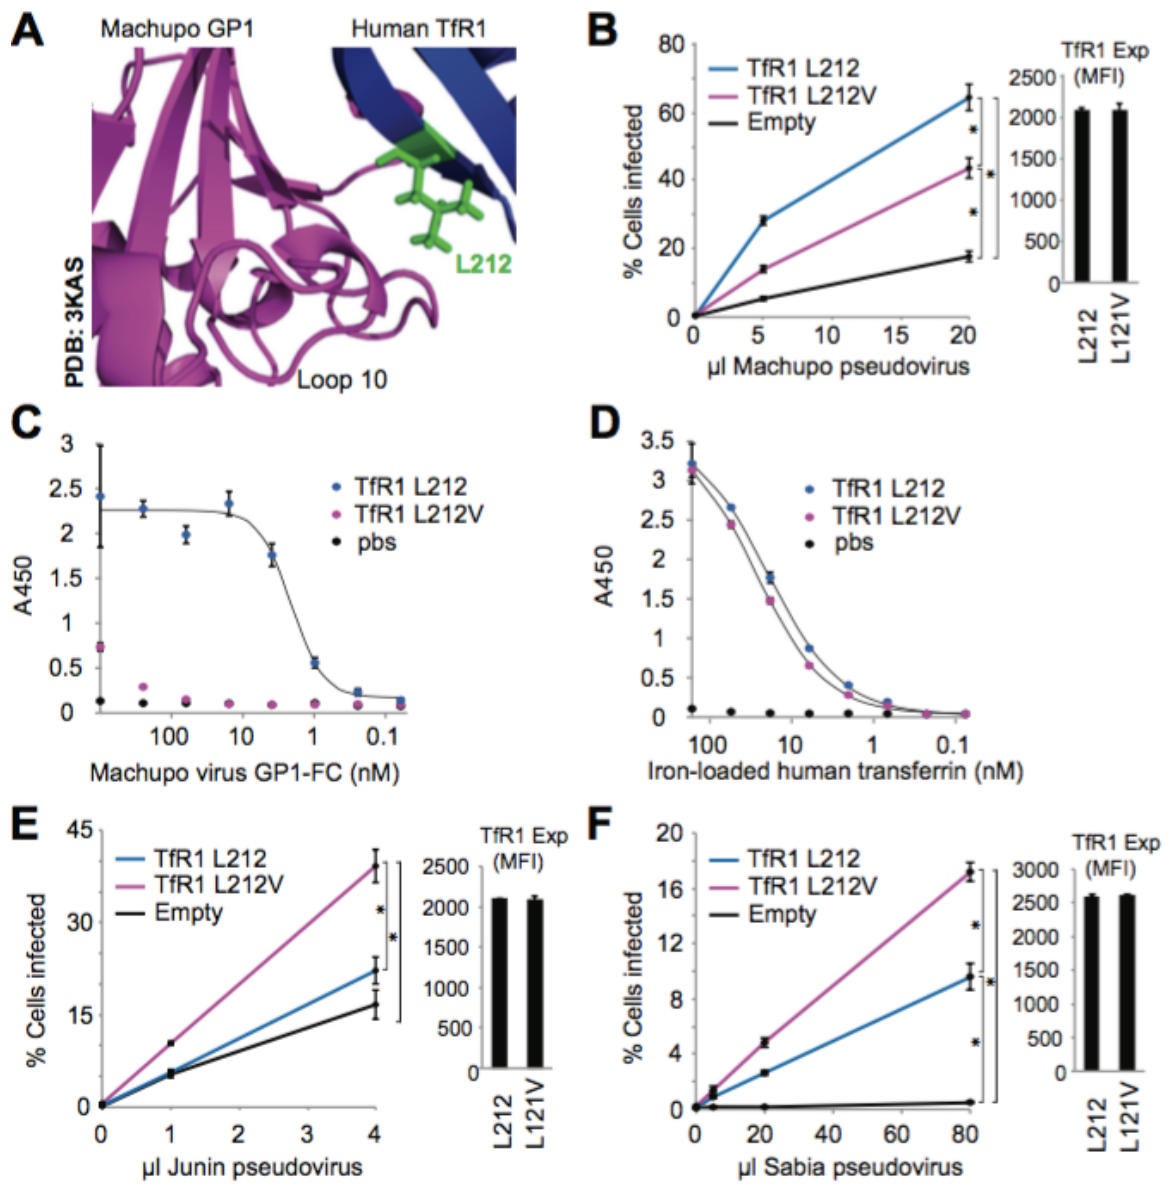 A
Machupo GP1
Human TfR1
L212
Loop 10
PDB: 3KAS
B
80
60
40
20
0
% Cells infected
TfR1 L212
TfR1 L212V
Empty
*
*
*
0
5
10
15
20
µl Machupo pseudovirus
TfR1 Exp
(MFI)
2500
2000
1500
1000
500
0
L212
L121V
C
3
2.5
2
1.5
1
0.5
0
A450
TfR1 L212
TfR1 L212V
pbs
100
10
1
0.1
Machupo virus GP1-FC (nM)
D
3.5
3
2.5
2
1.5
1
0.5
0
A450
TfR1 L212
TfR1 L212V
pbs
100
10
1
0.1
Iron-loaded human transferrin (nM)
E
45
30
15
0
% Cells infected
TfR1 L212
TfR1 L212V
Empty
*
*
0
1
2
3
4
µl Junin pseudovirus
TfR1 Exp
(MFI)
2500
2000
1500
1000
500
0
L212
L121V
F
20
16
12
8
4
0
% Cells infected
TfR1 L212
TfR1 L212V
Empty
*
*
*
0
20
40
60
80
µl Sabia pseudovirus
TfR1 Exp
(MFI)
3000
2500
2000
1500
1000
500
0
L212
L121V